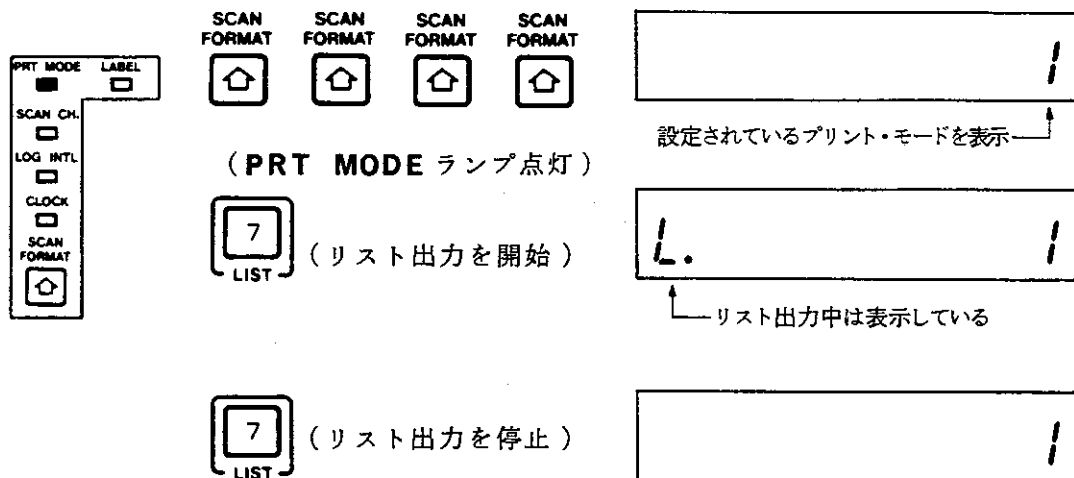 SCAN FORMAT SCAN FORMAT SCAN FORMAT SCAN FORMAT
PRT MODE LABEL
SCAN CH.
LOG INTL
CLOCK
SCAN
FORMAT
1
設定されているプリント・モードを表示
(PRT MODE ランプ点灯)
7
LIST
(リスト出力を開始)
L. 1
リスト出力中は表示している
7
LIST
(リスト出力を停止)
1